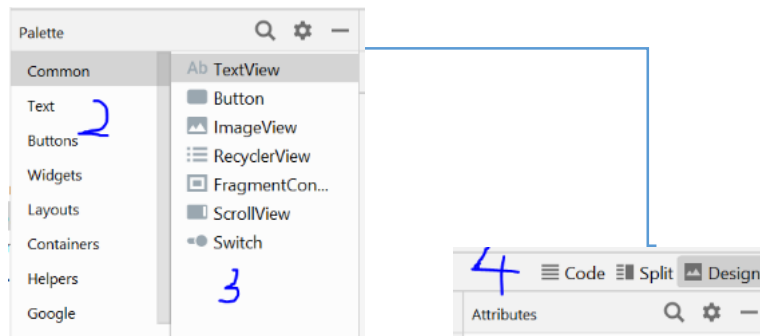 Palette
Common
Text
2
Buttons
Widgets
Layouts
Containers
Helpers
Google
Ab TextView
Button
ImageView
RecyclerView
FragmentCon...
ScrollView
Switch
3
4
Code Split Design
Attributes